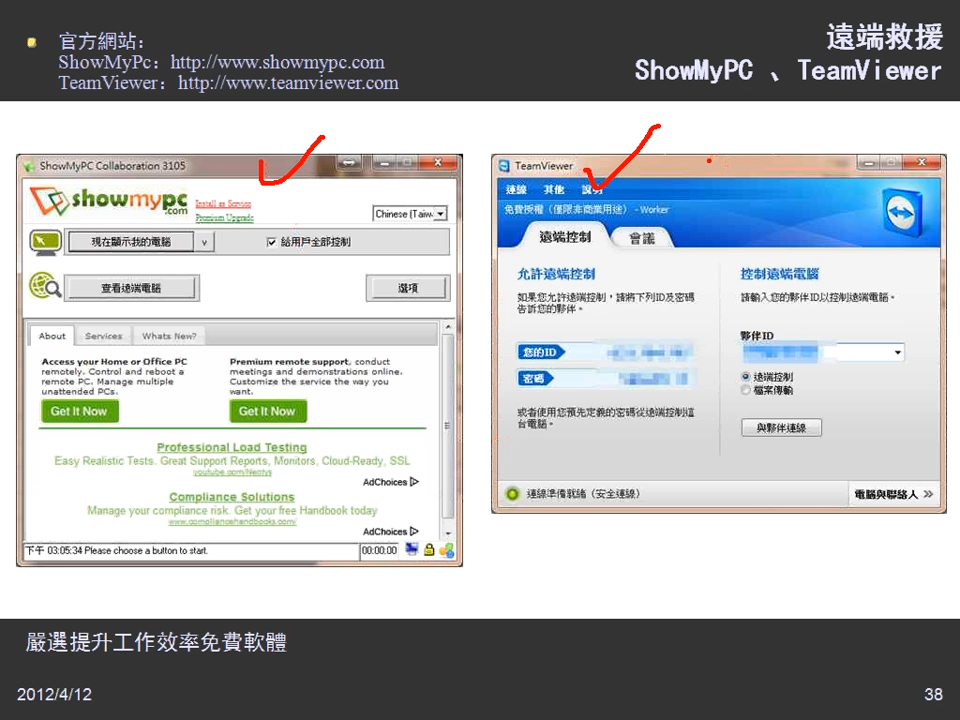 官方網站：
ShowMyPc：http://www.showmypc.com
TeamViewer：http://www.teamviewer.com
遠端救援
ShowMyPC 、TeamViewer
ShowMyPC Collaboration 3105
showmypc
.com
Install as Service
Premium Upgrade
Chinese (Taiw
現在顯示我的電腦
給用戶全部控制
查看遠端電腦
選項
About Services Whats New?
Access your Home or Office PC
remotely. Control and reboot a
remote PC. Manage multiple
unattended PCs.
Get It Now
Premium remote support, conduct
meetings and demonstrations online.
Customize the service the way you
want.
Get It Now
Professional Load Testing
Easy Realistic Tests. Great Support Reports, Monitors, Cloud-Ready, SSL
youtube.com/Neotys
AdChoices
Compliance Solutions
Manage your compliance risk. Get your free Handbook today
www.compliancehandbooks.com/
AdChoices
下午 03:05:34 Please choose a button to start.
00:00:00
TeamViewer
連線 其他 說明
免費授權（僅限非商業用途）- Worker
遠端控制 會議
允許遠端控制
如果您允許遠端控制，請將下列ID及密碼
告訴您的夥伴。
您的ID
密碼
或者使用您預先定義的密碼從遠端控制這
台電腦。
控制遠端電腦
請輸入您的夥伴ID以控制遠端電腦。
夥伴ID
遠端控制
檔案傳輸
與夥伴連線
連線準備就緒（安全連線）
電腦與聯絡人 >>
嚴選提升工作效率免費軟體
2012/4/12
38